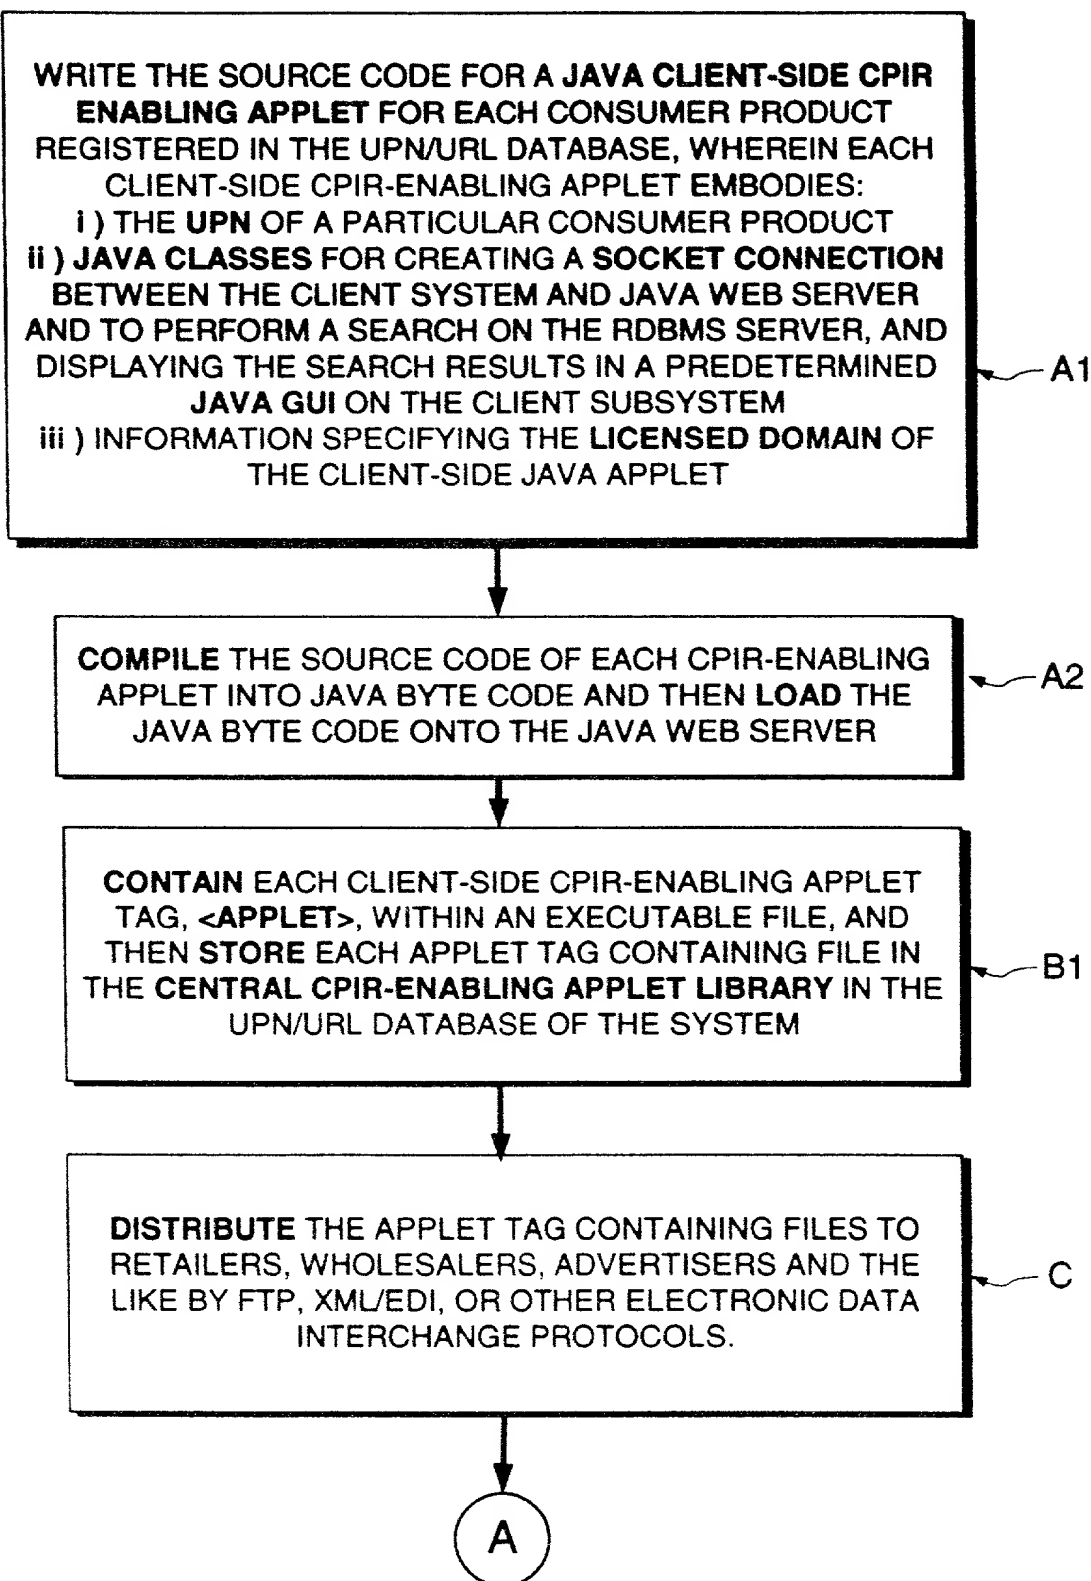 WRITE THE SOURCE CODE FOR A JAVA CLIENT-SIDE CPIR
ENABLING APPLET FOR EACH CONSUMER PRODUCT
REGISTERED IN THE UPN/URL DATABASE, WHEREIN EACH
CLIENT-SIDE CPIR-ENABLING APPLET EMBODIES:
i ) THE UPN OF A PARTICULAR CONSUMER PRODUCT
ii ) JAVA CLASSES FOR CREATING A SOCKET CONNECTION
BETWEEN THE CLIENT SYSTEM AND JAVA WEB SERVER
AND TO PERFORM A SEARCH ON THE RDBMS SERVER, AND
DISPLAYING THE SEARCH RESULTS IN A PREDETERMINED
JAVA GUI ON THE CLIENT SUBSYSTEM
iii ) INFORMATION SPECIFYING THE LICENSED DOMAIN OF
THE CLIENT-SIDE JAVA APPLET
A1
COMPILE THE SOURCE CODE OF EACH CPIR-ENABLING
APPLET INTO JAVA BYTE CODE AND THEN LOAD THE
JAVA BYTE CODE ONTO THE JAVA WEB SERVER
A2
CONTAIN EACH CLIENT-SIDE CPIR-ENABLING APPLET
TAG, <APPLET>, WITHIN AN EXECUTABLE FILE, AND
THEN STORE EACH APPLET TAG CONTAINING FILE IN
THE CENTRAL CPIR-ENABLING APPLET LIBRARY IN THE
UPN/URL DATABASE OF THE SYSTEM
B1
DISTRIBUTE THE APPLET TAG CONTAINING FILES TO
RETAILERS, WHOLESALERS, ADVERTISERS AND THE
LIKE BY FTP, XML/EDI, OR OTHER ELECTRONIC DATA
INTERCHANGE PROTOCOLS.
C
A